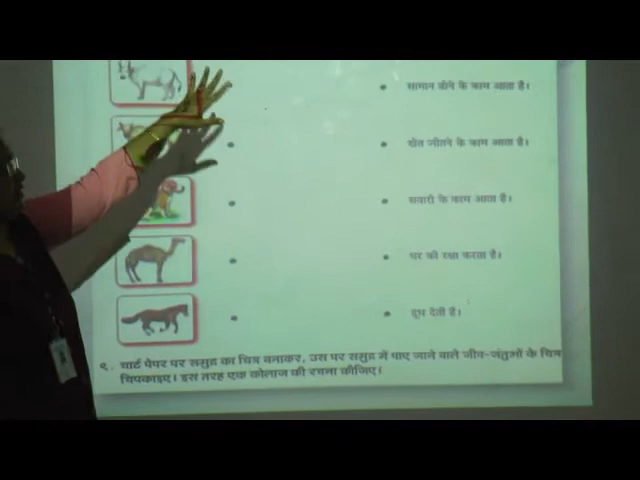 सामान ढोने के काम आता है।
खेत जोतने के काम आता है।
सवारी के काम आता है।
घर की रक्षा करता है।
दूध देती है।
९. चार्ट पेपर पर समुद्र का चित्र बनाकर, उस पर समुद्र में पाए जाने वाले जीव-जंतुओं के चित्र
चिपकाइए। इस तरह एक कोलाज की रचना कीजिए।